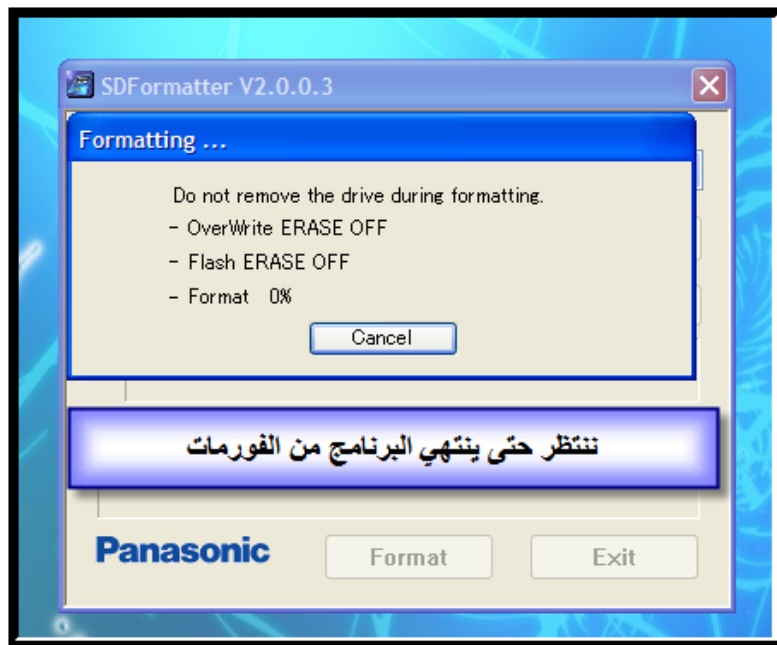 SDFormatter V2.0.0.3
Formatting ...
Do not remove the drive during formatting.
- OverWrite ERASE OFF
- Flash ERASE OFF
- Format 0%
Cancel
ننتظر حتى ينتهي البرنامج من الفورمات
Panasonic Format Exit